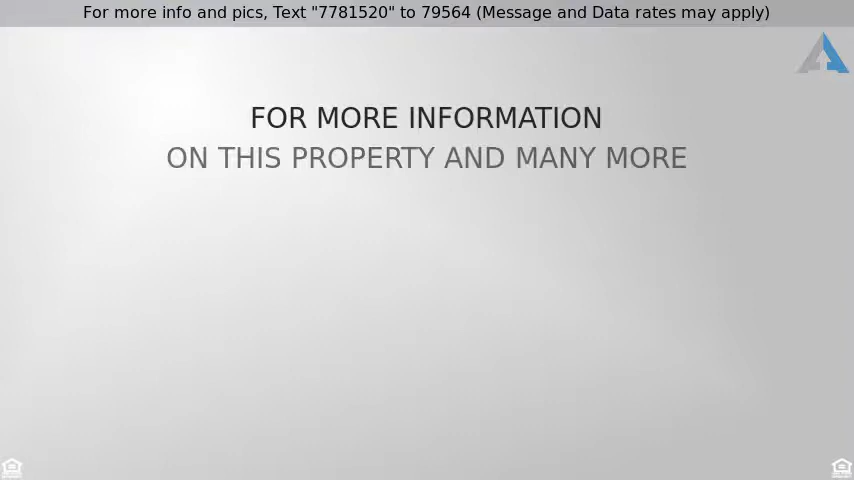 For more info and pics, Text "7781520" to 79564 (Message and Data rates may apply)
FOR MORE INFORMATION
ON THIS PROPERTY AND MANY MORE